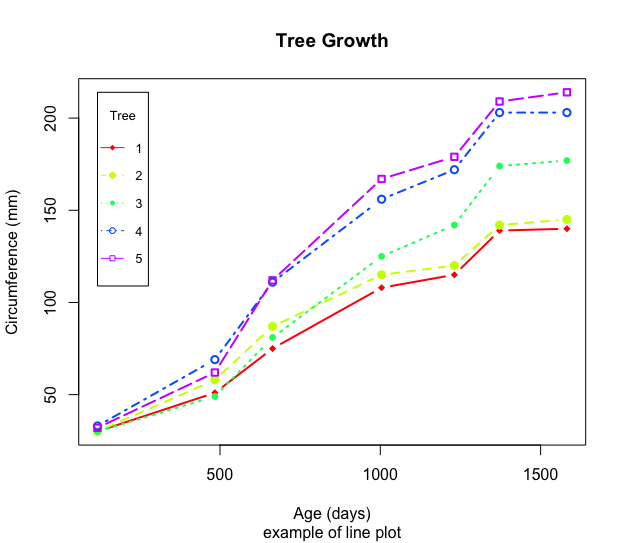 Tree Growth
Circumference (mm)
200
150
100
50
Tree
1
2
3
4
5
500 1000 1500
Age (days)
example of line plot